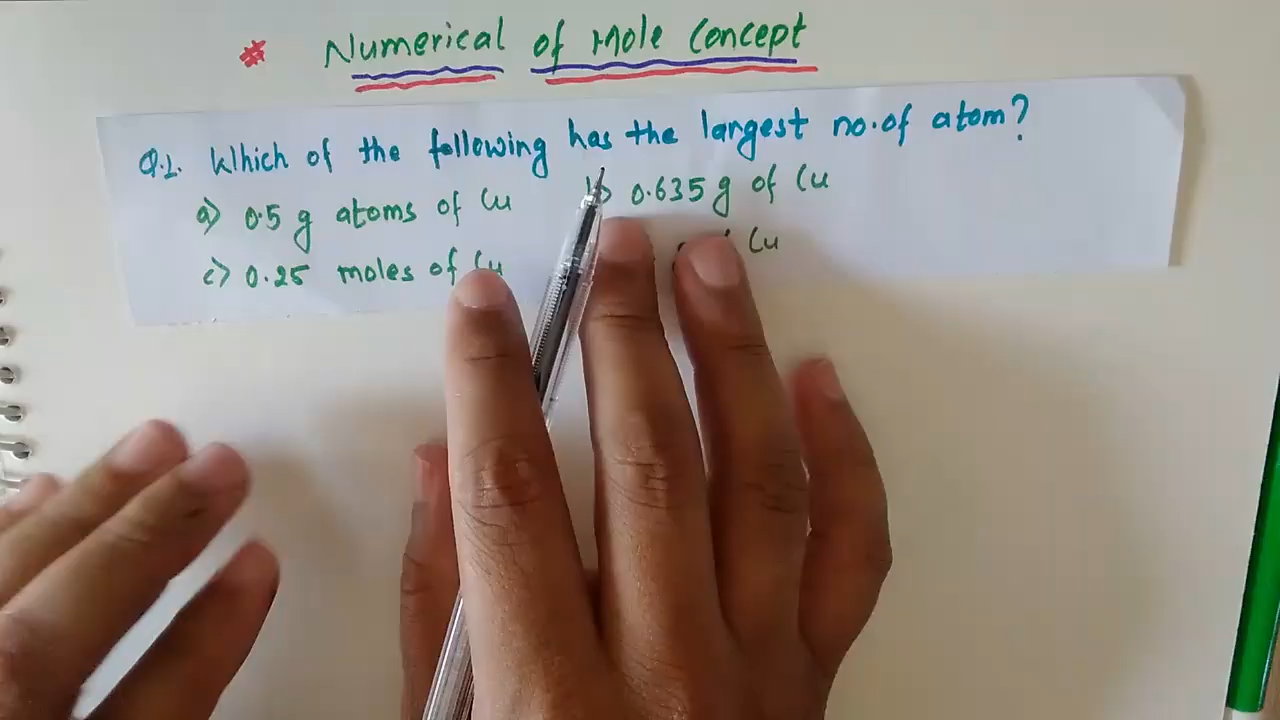 * Numerical of Mole Concept
Q.1. Which of the following has the largest no. of atom?
a) 0.5 g atoms of Cu b) 0.635 g of Cu
c) 0.25 moles of Cu Cu